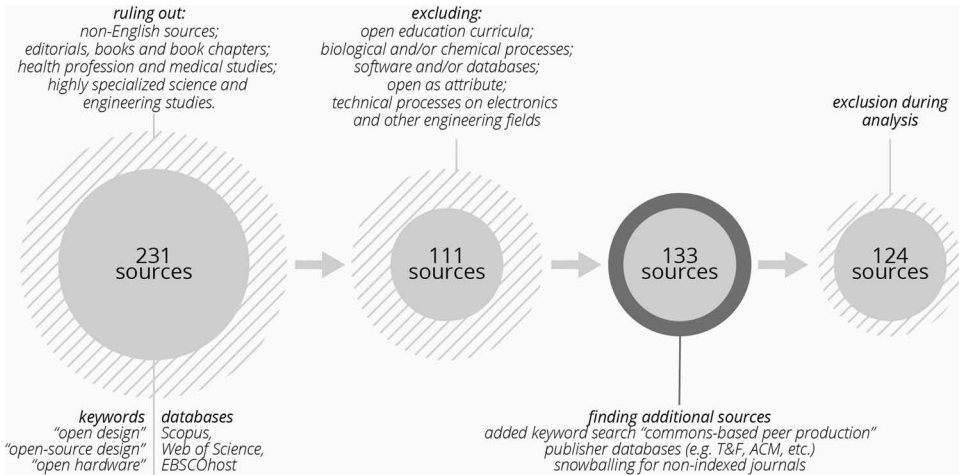 ruling out:
non-English sources;
editorials, books and book chapters;
health profession and medical studies;
highly specialized science and
engineering studies.
excluding:
open education curricula;
biological and/or chemical processes;
software and/or databases;
open as attribute;
technical processes on electronics
and other engineering fields
exclusion during
analysis
231
sources
111
sources
133
sources
124
sources
keywords
"open design"
"open-source design"
"open hardware"
databases
Scopus,
Web of Science,
EBSCOhost
finding additional sources
added keyword search "commons-based peer production"
publisher databases (e.g. T&F, ACM, etc.)
snowballing for non-indexed journals